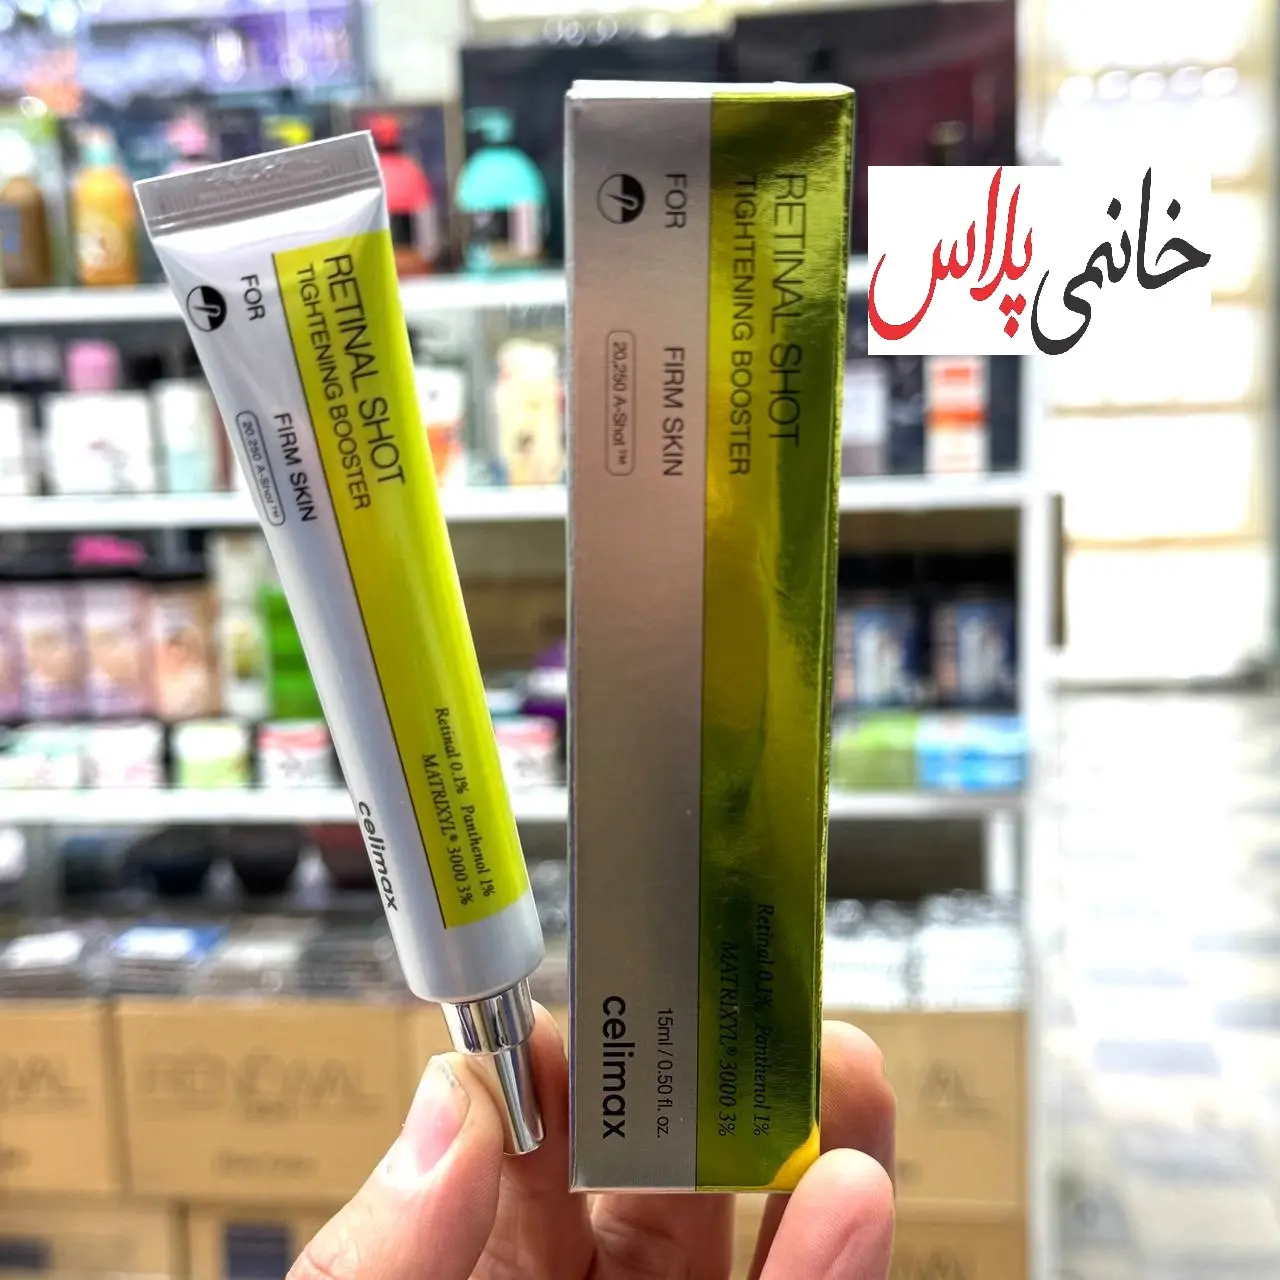 RETINAL SHOT
TIGHTENING BOOSTER
FOR
FIRM SKIN
20,250 A-Shot™
Retinal 0.1% Panthenol 1%
MATRIXYL® 3000 3%
celimax
RETINAL SHOT
TIGHTENING BOOSTER
FOR
FIRM SKIN
20,250 A-Shot™
Retinal 0.1% Panthenol 1%
MATRIXYL® 3000 3%
15ml / 0.50 fl. oz.
celimax
خانمی پلاس